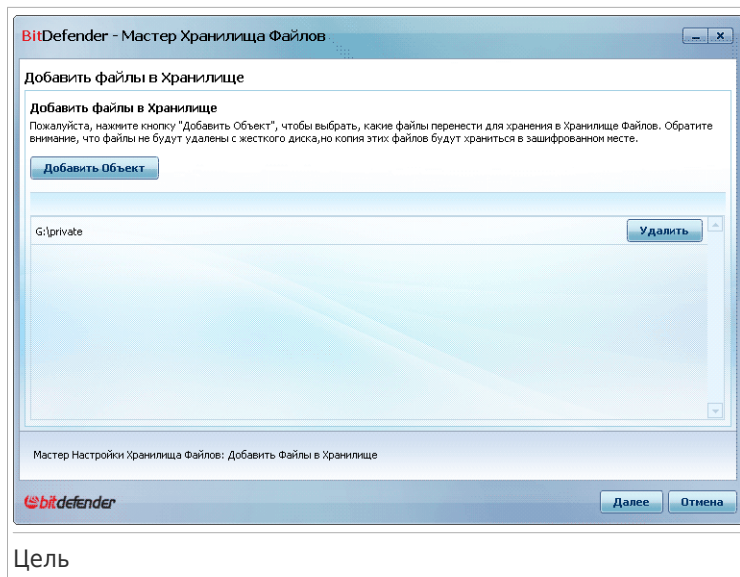 BitDefender - Мастер Хранилища Файлов
Добавить файлы в Хранилище
Добавить файлы в Хранилище
Пожалуйста, нажмите кнопку "Добавить Объект", чтобы выбрать, какие файлы перенести для хранения в Хранилище Файлов. Обратите
внимание, что файлы не будут удалены с жесткого диска,но копия этих файлов будут храниться в зашифрованном месте.
Добавить Объект
G:\private
Удалить
Мастер Настройки Хранилища Файлов: Добавить Файлы в Хранилище
bitdefender
Далее
Отмена
Цель